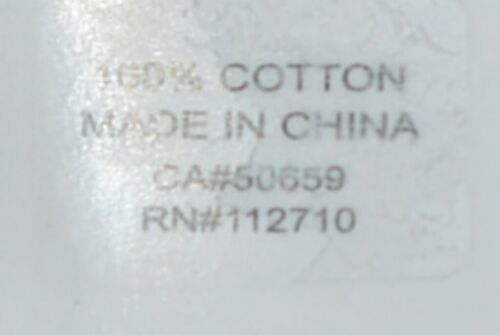 100% COTTON
MADE IN CHINA
CA#50659
RN#112710